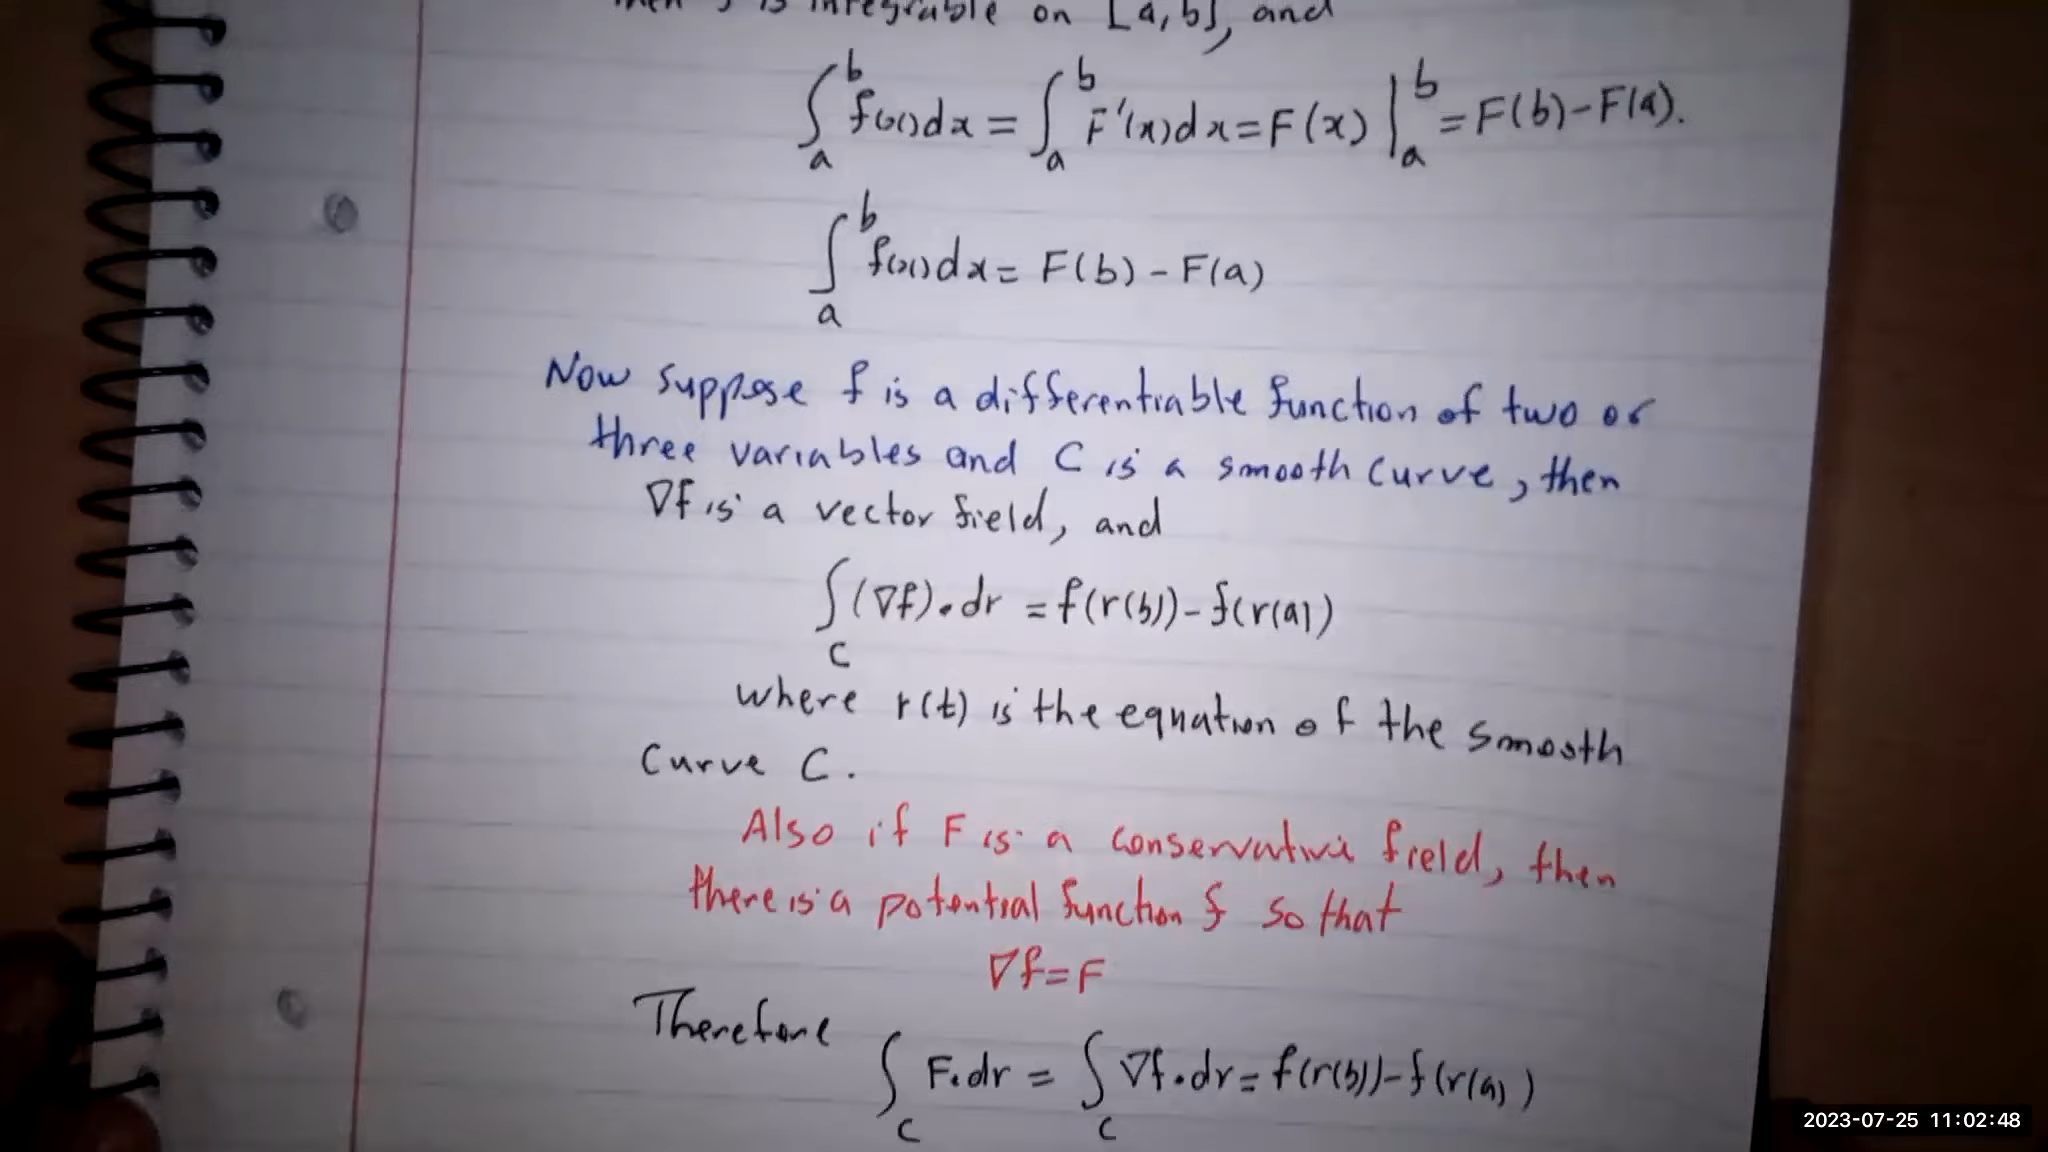 then f is integrable on [a,b], and
∫_a^b f(x)dx = ∫_a^b F'(x)dx = F(x) |_a^b = F(b) - F(a).
∫_a^b f(x)dx = F(b) - F(a)
Now suppose f is a differentiable function of two or
three variables and C is a smooth curve, then
∇f is a vector field, and
∫_C (∇f)·dr = f(r(b)) - f(r(a))
where r(t) is the equation of the smooth
curve C.
Also if F is a conservative field, then
there is a potential function f so that
∇f = F
Therefore
∫_C F·dr = ∫_C ∇f·dr = f(r(b)) - f(r(a))
2023-07-25 11:02:48